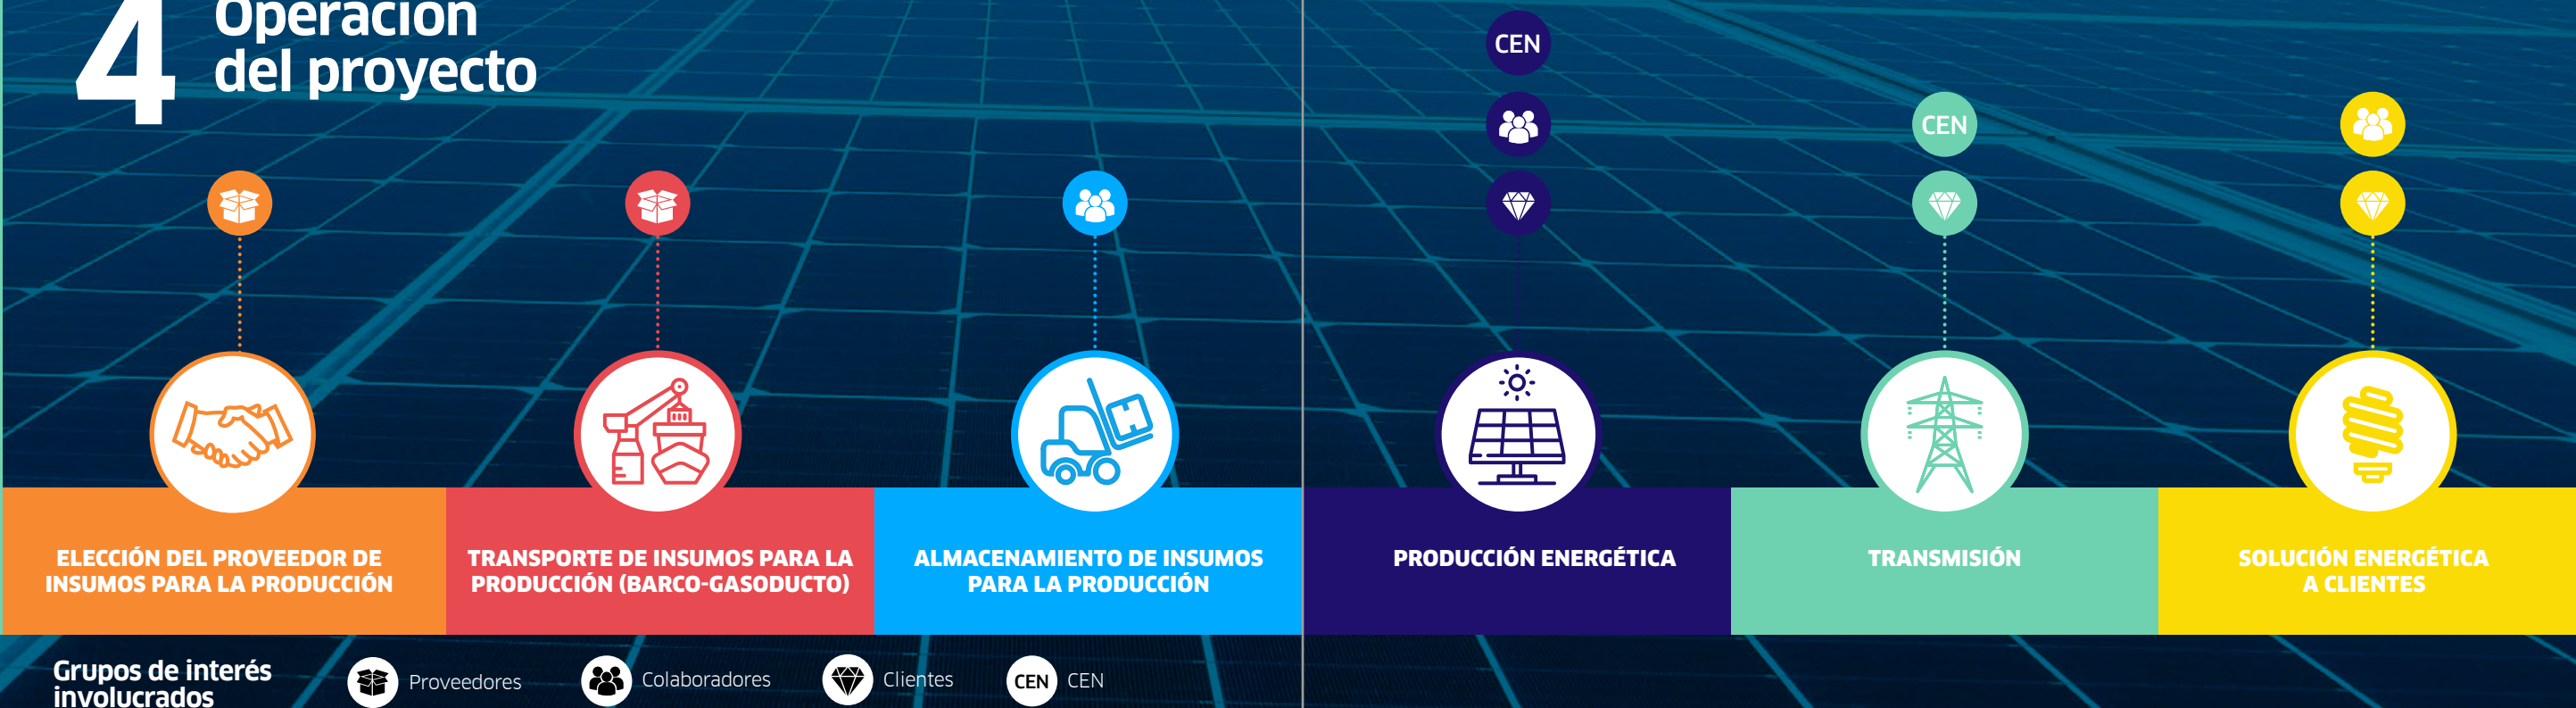 4
Operación
del proyecto
CEN
CEN
ELECCIÓN DEL PROVEEDOR DE
INSUMOS PARA LA PRODUCCIÓN
TRANSPORTE DE INSUMOS PARA LA
PRODUCCIÓN (BARCO-GASODUCTO)
ALMACENAMIENTO DE INSUMOS
PARA LA PRODUCCIÓN
PRODUCCIÓN ENERGÉTICA
TRANSMISIÓN
SOLUCIÓN ENERGÉTICA
A CLIENTES
Grupos de interés
involucrados
Proveedores
Colaboradores
Clientes
CEN CEN